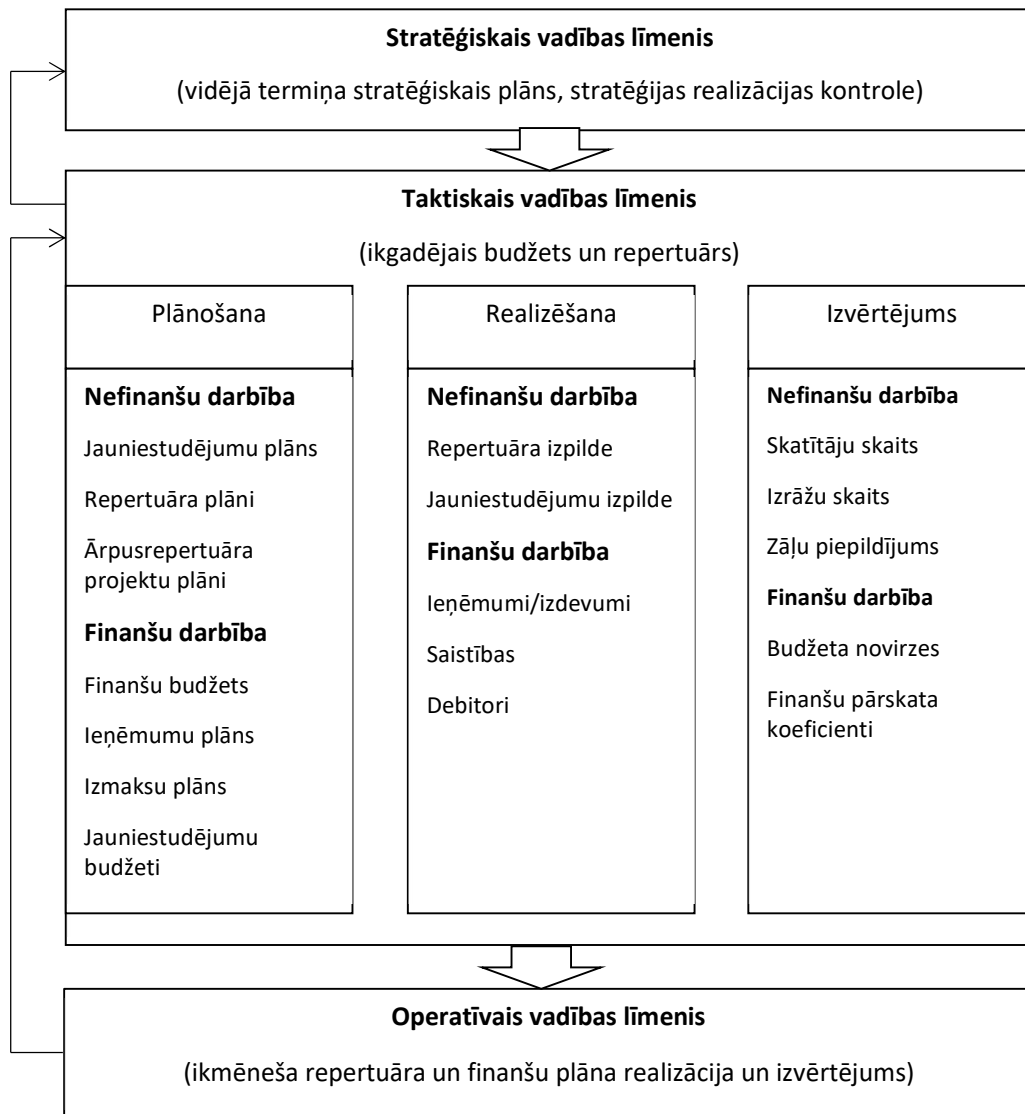 Stratēģiskais vadības līmenis
(vidējā termiņa stratēģiskais plāns, stratēģijas realizācijas kontrole)
Taktiskais vadības līmenis
(ikgadējais budžets un repertuārs)
Plānošana
Nefinanšu darbība
Jauniestudējumu plāns
Repertuāra plāni
Ārpusrepertuāra
projektu plāni
Finanšu darbība
Finanšu budžets
Ieņēmumu plāns
Izmaksu plāns
Jauniestudējumu
budžeti
Realizēšana
Nefinanšu darbība
Repertuāra izpilde
Jauniestudējumu izpilde
Finanšu darbība
Ieņēmumi/izdevumi
Saistības
Debitori
Izvērtējums
Nefinanšu darbība
Skatītāju skaits
Izrāžu skaits
Zāļu piepildījums
Finanšu darbība
Budžeta novirzes
Finanšu pārskata
koeficienti
Operatīvais vadības līmenis
(ikmēneša repertuāra un finanšu plāna realizācija un izvērtējums)